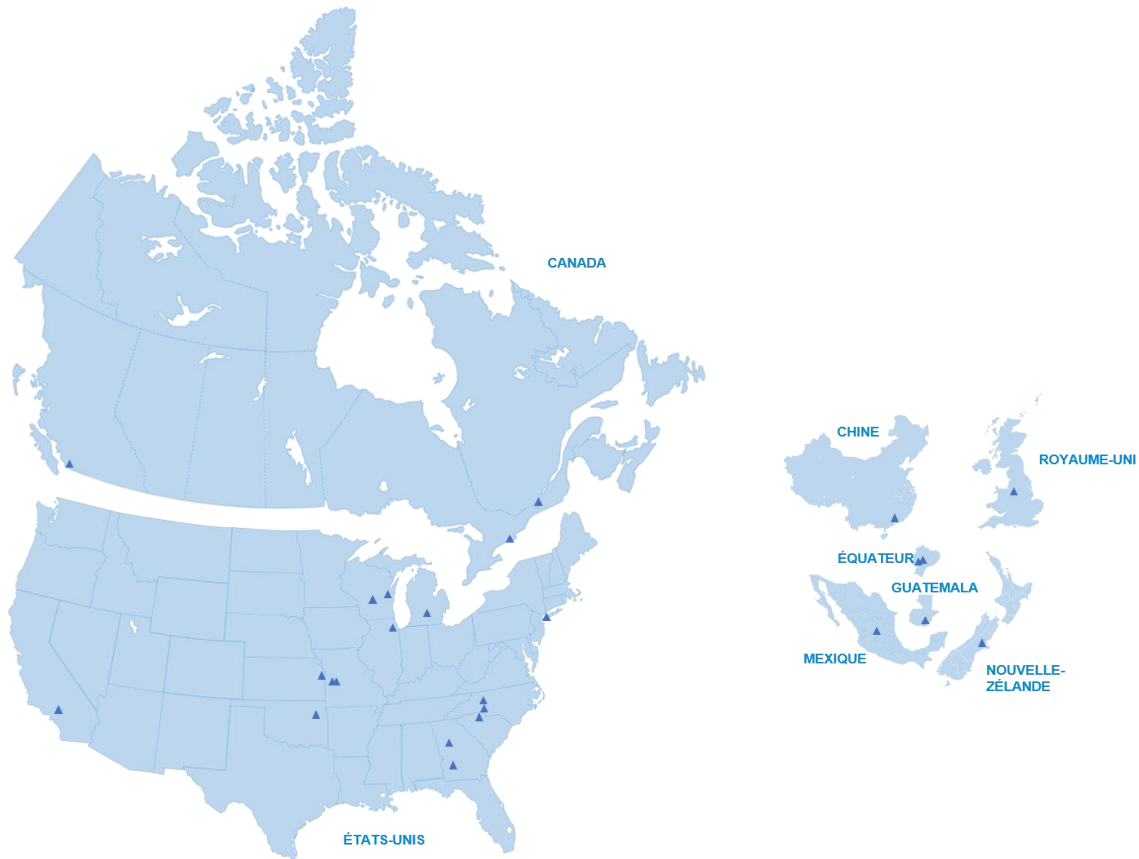 CANADA
CHINE
ROYAUME-UNI
ÉQUATEUR
GUATEMALA
MEXIQUE
NOUVELLE-
ZÉLANDE
ÉTATS-UNIS